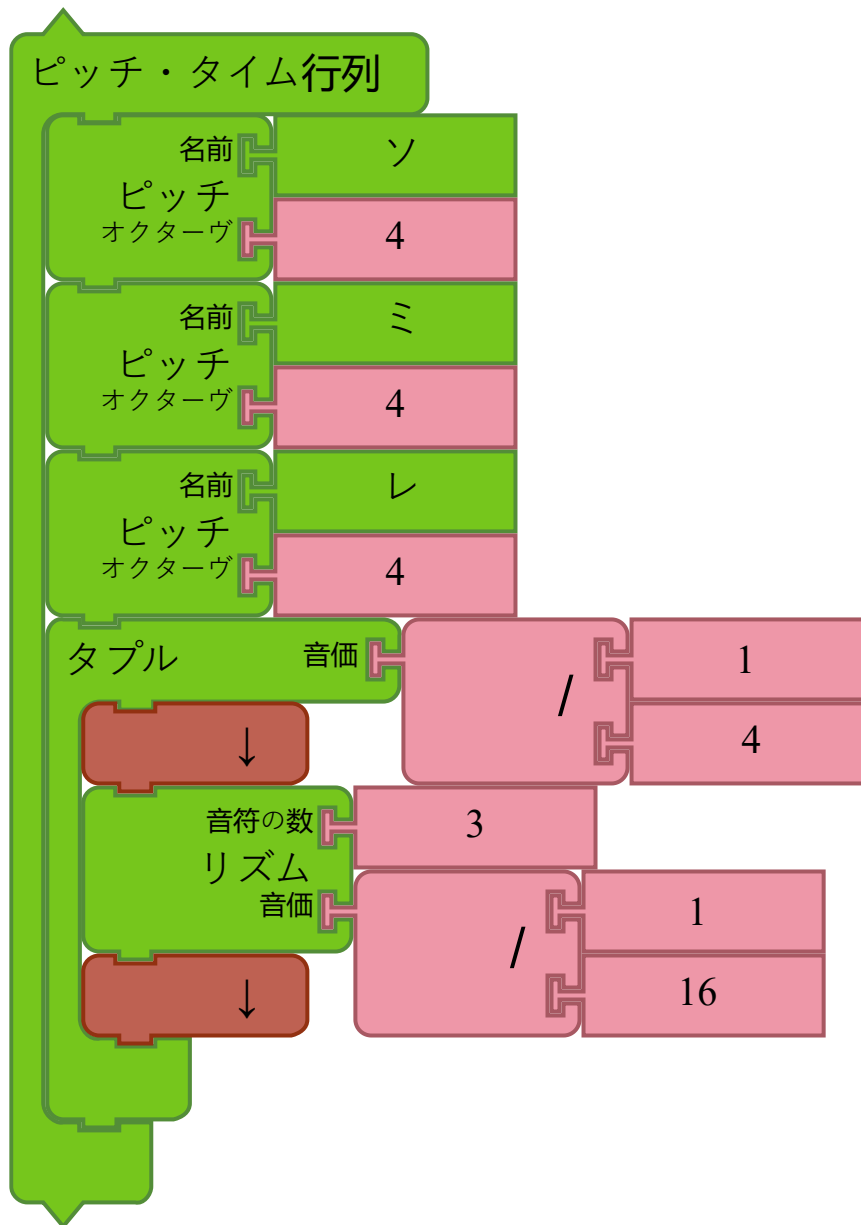 ピッチ・タイム行列
名前
ソ
ピッチ
オクターヴ
4
名前
ミ
ピッチ
オクターヴ
4
名前
レ
ピッチ
オクターヴ
4
タプル
音価
/
1
4
↓
音符の数
3
リズム
音価
/
1
16
↓